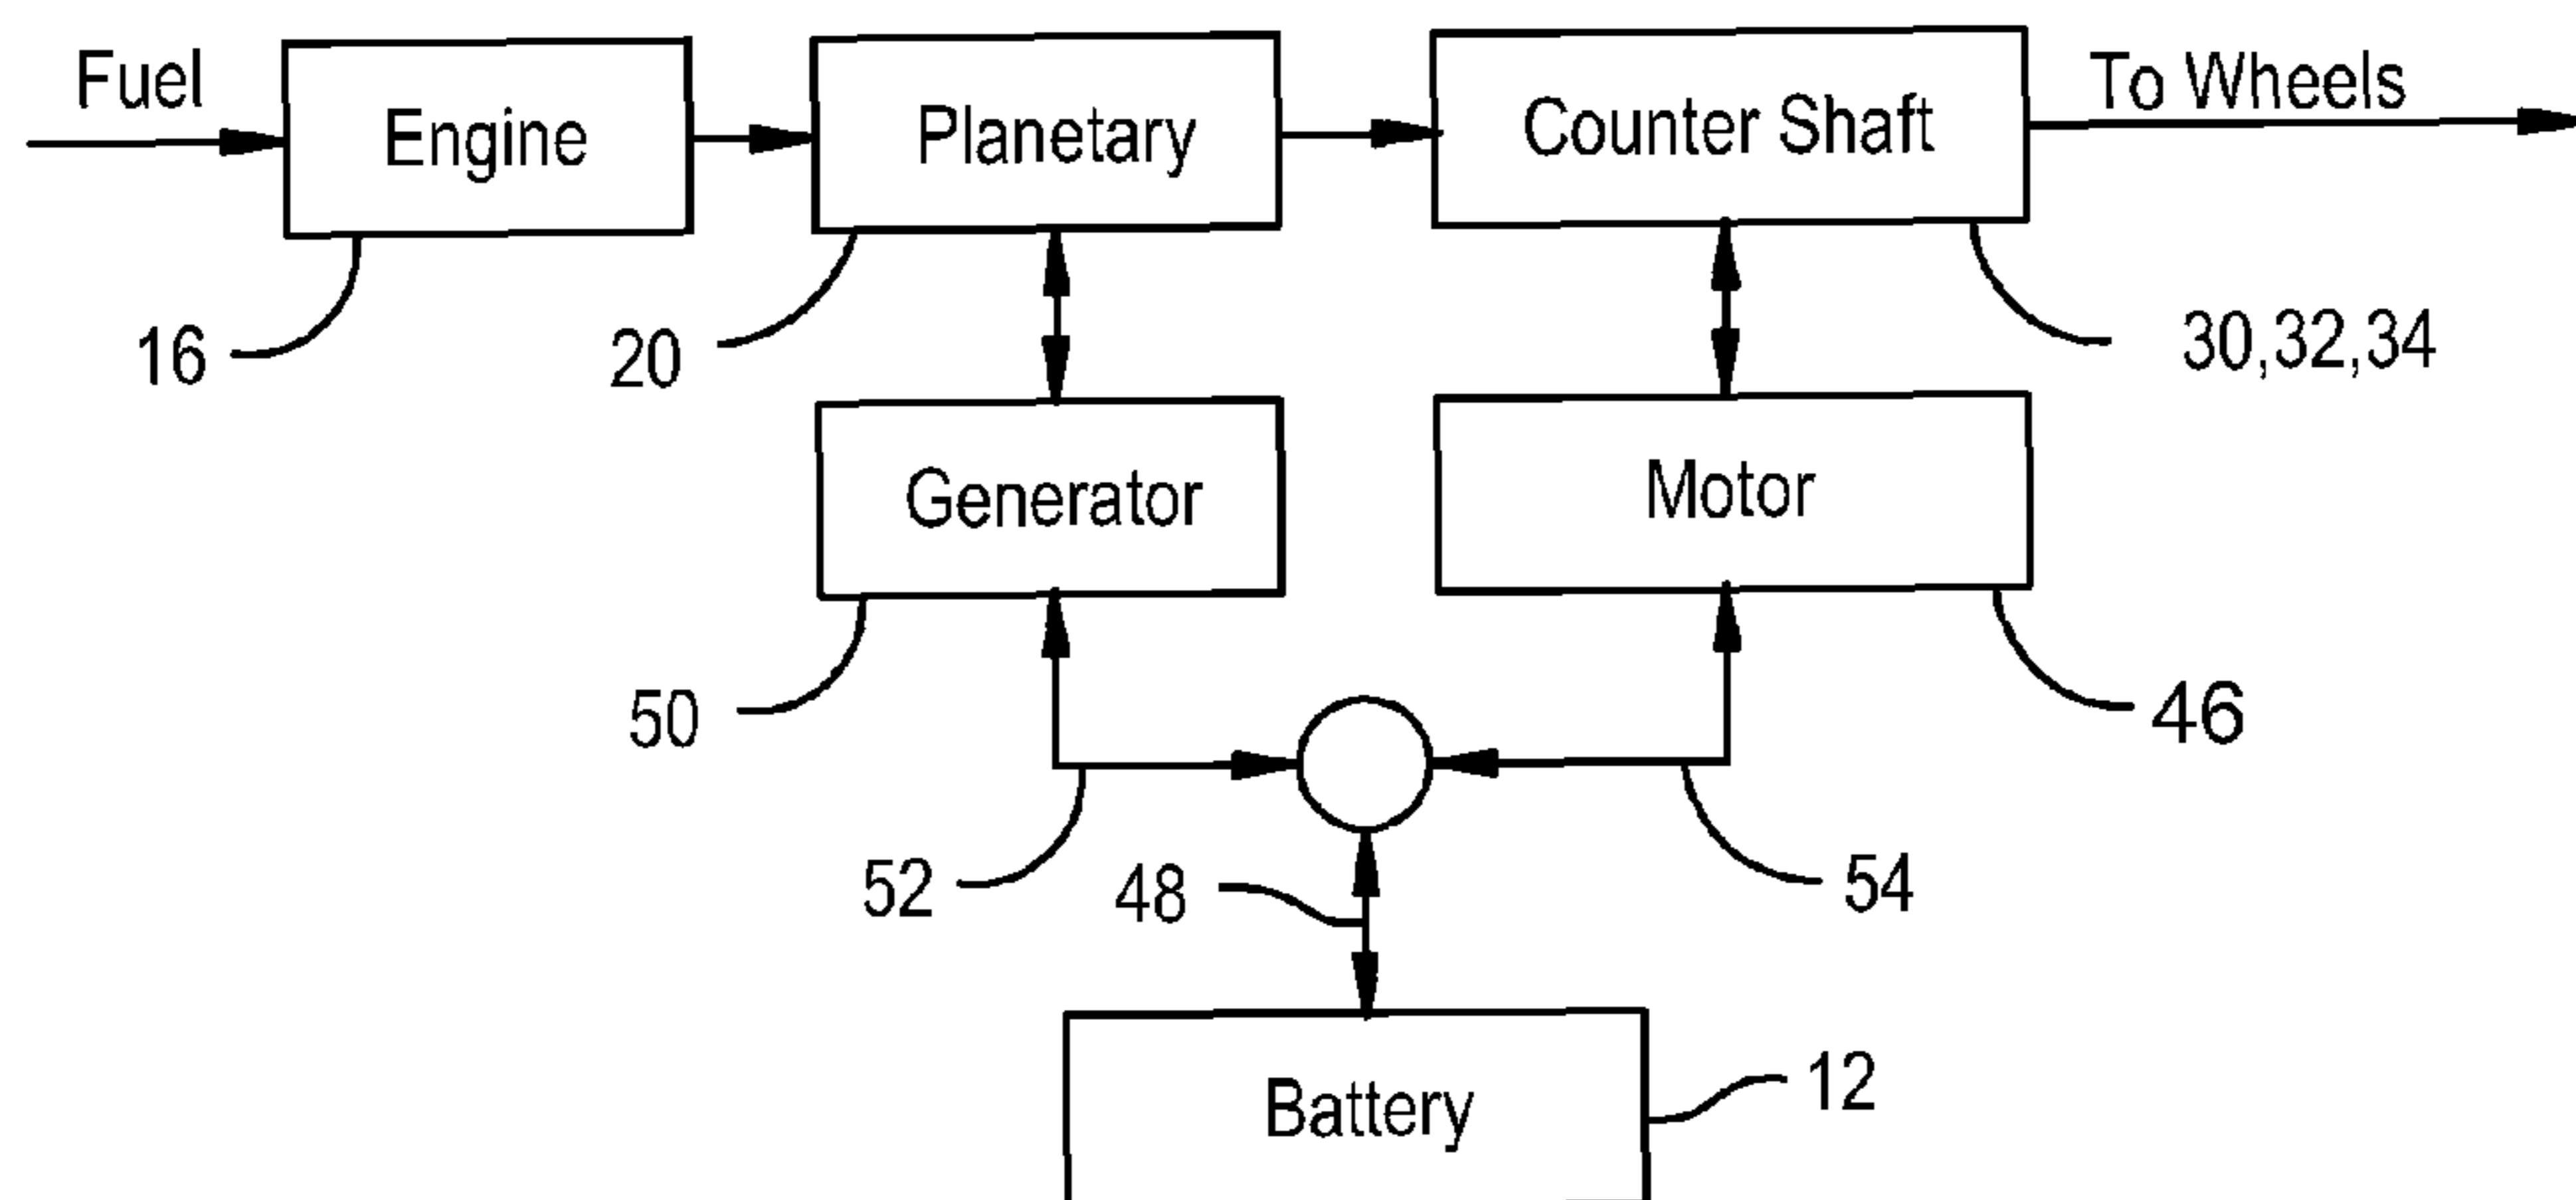 Fuel
To Wheels
Engine
Planetary
Counter Shaft
16
20
30,32,34
Generator
Motor
50
46
52
48
54
Battery
12